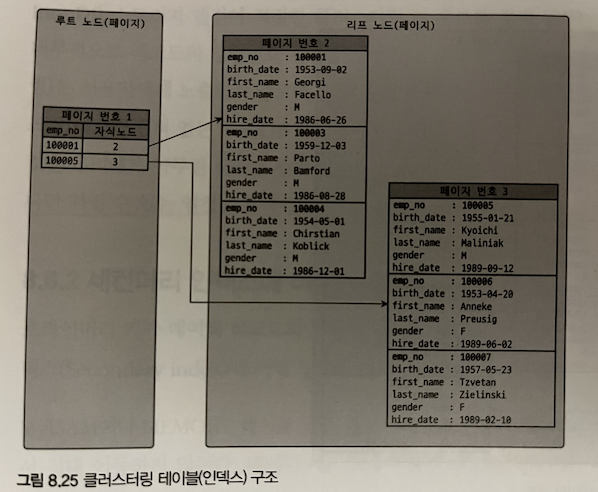 루트 노드(페이지)
페이지 번호 1
emp_no 자식노드
100001 2
100005 3
리프 노드(페이지)
페이지 번호 2
emp_no : 100001
birth_date : 1953-09-02
first_name : Georgi
last_name : Facello
gender : M
hire_date : 1986-06-26
emp_no : 100003
birth_date : 1959-12-03
first_name : Parto
last_name : Bamford
gender : M
hire_date : 1986-08-28
emp_no : 100004
birth_date : 1954-05-01
first_name : Chirstian
last_name : Koblick
gender : M
hire_date : 1986-12-01
페이지 번호 3
emp_no : 100005
birth_date : 1955-01-21
first_name : Kyoichi
last_name : Maliniak
gender : M
hire_date : 1989-09-12
emp_no : 100006
birth_date : 1953-04-20
first_name : Anneke
last_name : Preusig
gender : F
hire_date : 1989-06-02
emp_no : 100007
birth_date : 1957-05-23
first_name : Tzvetan
last_name : Zielinski
gender : F
hire_date : 1989-02-10
그림 8.25 클러스터링 테이블(인덱스) 구조